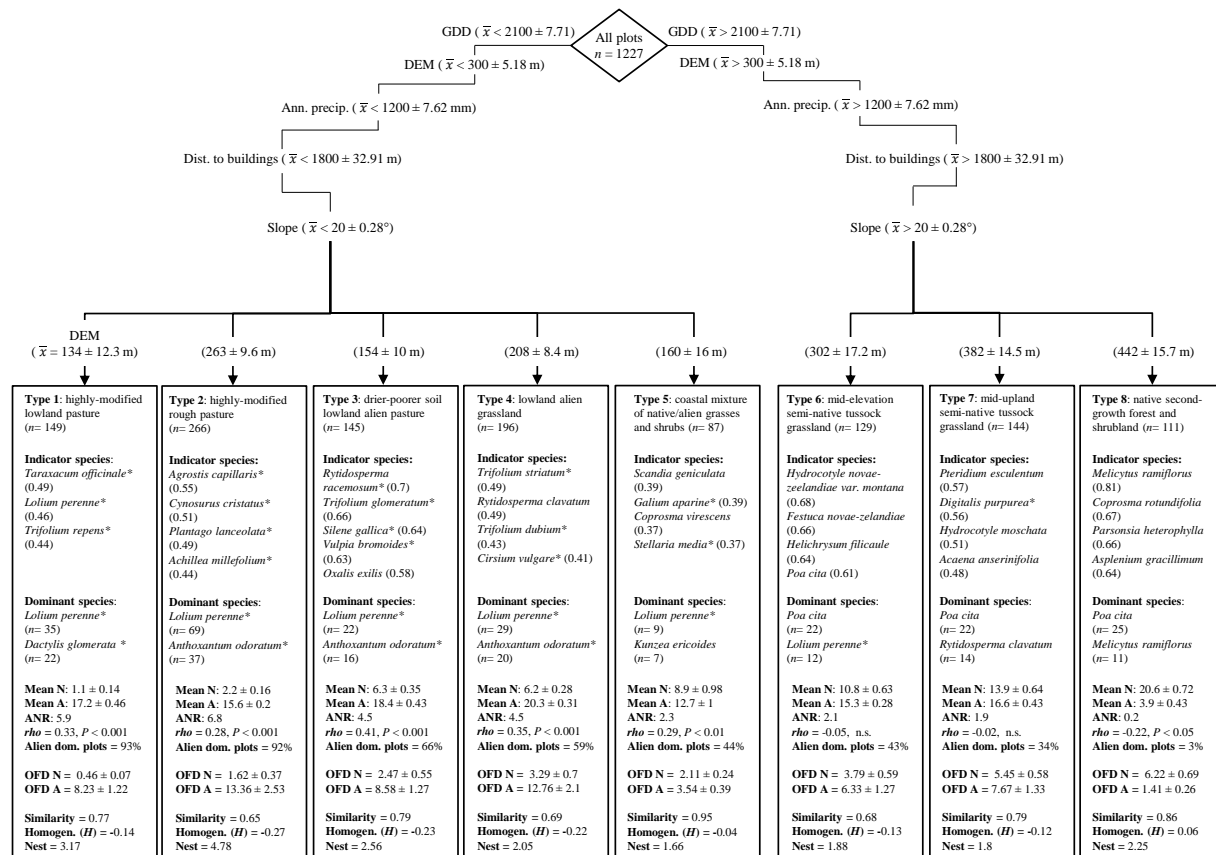 GDD ( x̅ < 2100 ± 7.71)
All plots
n = 1227
GDD ( x̅ > 2100 ± 7.71)
DEM ( x̅ < 300 ± 5.18 m)
DEM ( x̅ > 300 ± 5.18 m)
Ann. precip. ( x̅ < 1200 ± 7.62 mm)
Ann. precip. ( x̅ > 1200 ± 7.62 mm)
Dist. to buildings ( x̅ < 1800 ± 32.91 m)
Dist. to buildings ( x̅ > 1800 ± 32.91 m)
Slope ( x̅ < 20 ± 0.28°)
Slope ( x̅ > 20 ± 0.28°)
DEM
( x̅ = 134 ± 12.3 m)
(263 ± 9.6 m)
(154 ± 10 m)
(208 ± 8.4 m)
(160 ± 16 m)
(302 ± 17.2 m)
(382 ± 14.5 m)
(442 ± 15.7 m)
Type 1: highly-modified
lowland pasture
(n= 149)
Indicator species:
Taraxacum officinale*
(0.49)
Lolium perenne*
(0.46)
Trifolium repens*
(0.44)
Dominant species:
Lolium perenne*
(n= 35)
Dactylis glomerata *
(n= 22)
Mean N: 1.1 ± 0.14
Mean A: 17.2 ± 0.46
ANR: 5.9
rho = 0.33, P < 0.001
Alien dom. plots = 93%
OFD N = 0.46 ± 0.07
OFD A = 8.23 ± 1.22
Similarity = 0.77
Homogen. (H) = -0.14
Nest = 3.17
Type 2: highly-modified
rough pasture
(n= 266)
Indicator species:
Agrostis capillaris*
(0.55)
Cynosurus cristatus*
(0.51)
Plantago lanceolata*
(0.49)
Achillea millefolium*
(0.44)
Dominant species:
Lolium perenne*
(n= 69)
Anthoxantum odoratum*
(n= 37)
Mean N: 2.2 ± 0.16
Mean A: 15.6 ± 0.2
ANR: 6.8
rho = 0.28, P < 0.001
Alien dom. plots = 92%
OFD N = 1.62 ± 0.37
OFD A = 13.36 ± 2.53
Similarity = 0.65
Homogen. (H) = -0.27
Nest = 4.78
Type 3: drier-poorer soil
lowland alien pasture
(n= 145)
Indicator species:
Rytidosperma
racemosum* (0.7)
Trifolium glomeratum*
(0.66)
Silene gallica* (0.64)
Vulpia bromoides*
(0.63)
Oxalis exilis (0.58)
Dominant species:
Lolium perenne*
(n= 22)
Anthoxantum odoratum*
(n= 16)
Mean N: 6.3 ± 0.35
Mean A: 18.4 ± 0.43
ANR: 4.5
rho = 0.41, P < 0.001
Alien dom. plots = 66%
OFD N = 2.47 ± 0.55
OFD A = 8.58 ± 1.27
Similarity = 0.79
Homogen. (H) = -0.23
Nest = 2.56
Type 4: lowland alien
grassland
(n= 196)
Indicator species:
Trifolium striatum*
(0.49)
Rytidosperma clavatum
(0.49)
Trifolium dubium*
(0.43)
Cirsium vulgare* (0.41)
Dominant species:
Lolium perenne*
(n= 29)
Anthoxantum odoratum*
(n= 20)
Mean N: 6.2 ± 0.28
Mean A: 20.3 ± 0.31
ANR: 4.5
rho = 0.35, P < 0.001
Alien dom. plots = 59%
OFD N = 3.29 ± 0.7
OFD A = 12.76 ± 2.1
Similarity = 0.69
Homogen. (H) = -0.22
Nest = 2.05
Type 5: coastal mixture
of native/alien grasses
and shrubs (n= 87)
Indicator species:
Scandia geniculata
(0.39)
Galium aparine* (0.39)
Coprosma virescens
(0.37)
Stellaria media* (0.37)
Dominant species:
Lolium perenne*
(n= 9)
Kunzea ericoides
(n= 7)
Mean N: 8.9 ± 0.98
Mean A: 12.7 ± 1
ANR: 2.3
rho = 0.29, P < 0.01
Alien dom. plots = 44%
OFD N = 2.11 ± 0.24
OFD A = 3.54 ± 0.39
Similarity = 0.95
Homogen. (H) = -0.04
Nest = 1.66
Type 6: mid-elevation
semi-native tussock
grassland (n= 129)
Indicator species:
Hydrocotyle novae-
zeelandiae var. montana
(0.68)
Festuca novae-zelandiae
(0.66)
Helichrysum filicaule
(0.64)
Poa cita (0.61)
Dominant species:
Poa cita
(n= 22)
Lolium perenne*
(n= 12)
Mean N: 10.8 ± 0.63
Mean A: 15.3 ± 0.28
ANR: 2.1
rho = -0.05, n.s.
Alien dom. plots = 43%
OFD N = 3.79 ± 0.59
OFD A = 6.33 ± 1.27
Similarity = 0.68
Homogen. (H) = -0.13
Nest = 1.88
Type 7: mid-upland
semi-native tussock
grassland (n= 144)
Indicator species:
Pteridium esculentum
(0.57)
Digitalis purpurea*
(0.56)
Hydrocotyle moschata
(0.51)
Acaena anserinifolia
(0.48)
Dominant species:
Poa cita
(n= 22)
Rytidosperma clavatum
(n= 14)
Mean N: 13.9 ± 0.64
Mean A: 16.6 ± 0.43
ANR: 1.9
rho = -0.02, n.s.
Alien dom. plots = 34%
OFD N = 5.45 ± 0.58
OFD A = 7.67 ± 1.33
Similarity = 0.79
Homogen. (H) = -0.12
Nest = 1.8
Type 8: native second-
growth forest and
shrubland (n= 111)
Indicator species:
Melicytus ramiflorus
(0.81)
Coprosma rotundifolia
(0.67)
Parsonsia heterophylla
(0.66)
Asplenium gracillimum
(0.64)
Dominant species:
Poa cita
(n= 25)
Melicytus ramiflorus
(n= 11)
Mean N: 20.6 ± 0.72
Mean A: 3.9 ± 0.43
ANR: 0.2
rho = -0.22, P < 0.05
Alien dom. plots = 3%
OFD N = 6.22 ± 0.69
OFD A = 1.41 ± 0.26
Similarity = 0.86
Homogen. (H) = 0.06
Nest = 2.25